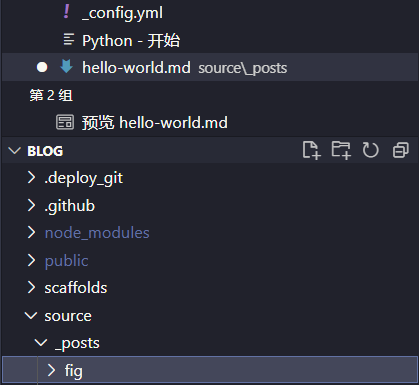 _config.yml
Python - 开始
hello-world.md source\_posts
第 2 组
预览 hello-world.md
BLOG
.deploy_git
.github
node_modules
public
scaffolds
source
_posts
fig